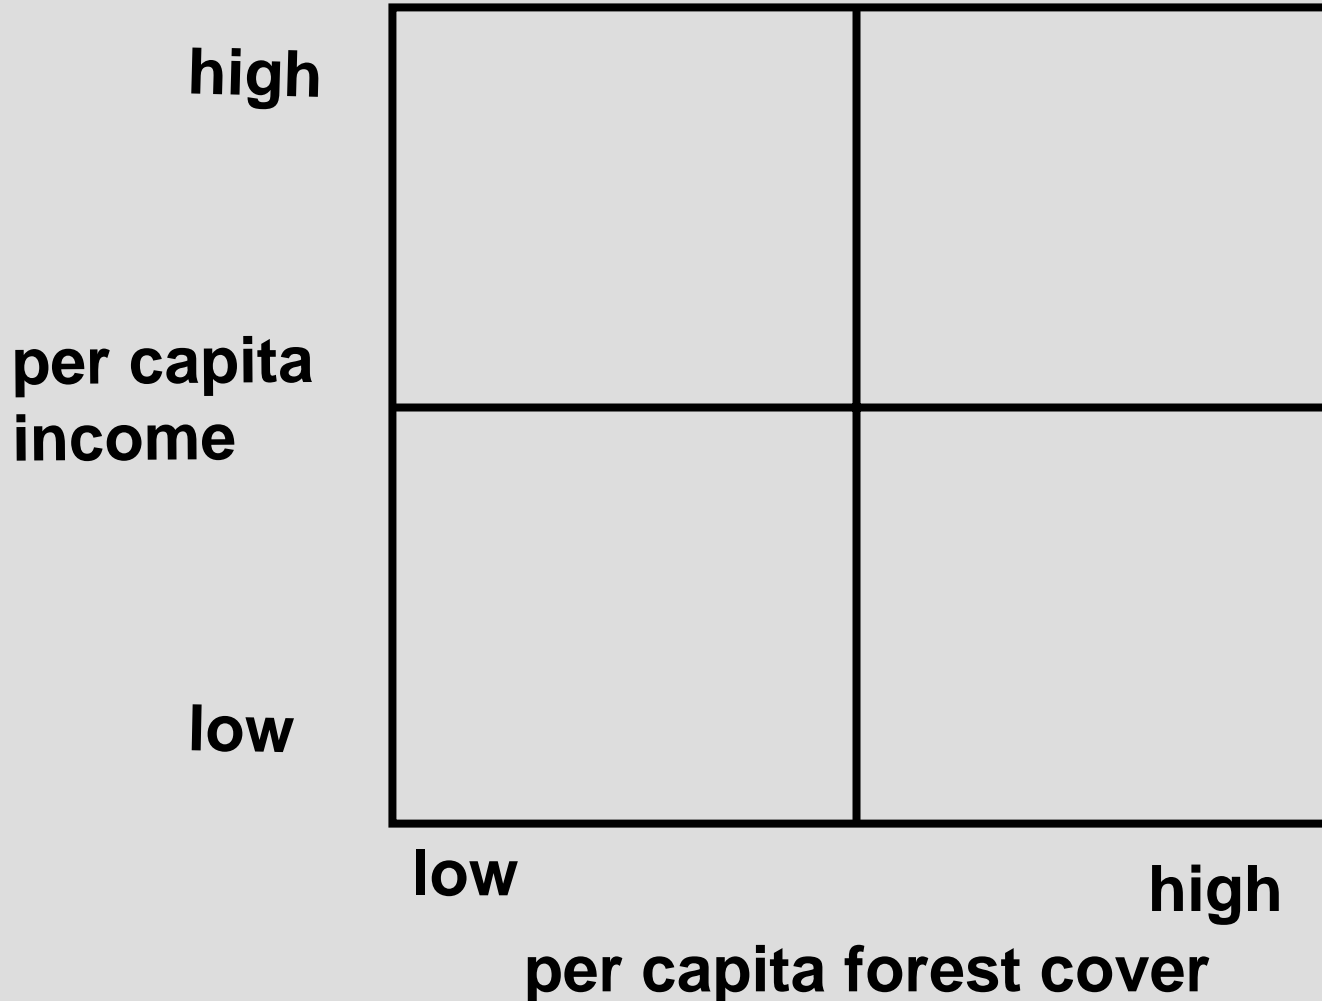 high
per capita
income
low
low
high
per capita forest cover